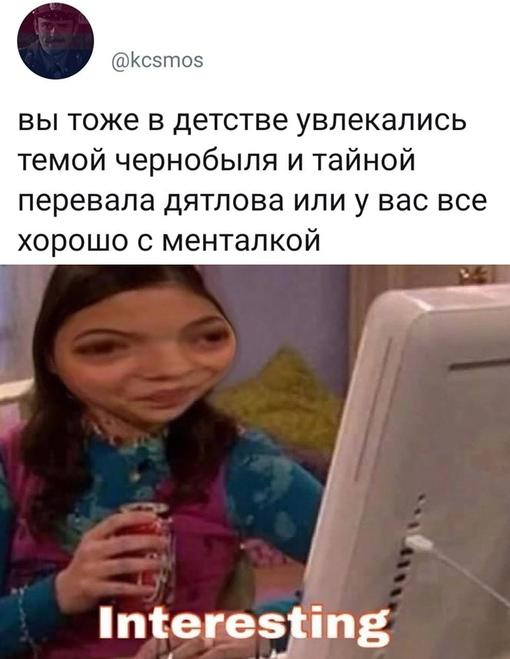 @kcsmos
вы тоже в детстве увлекались
темой чернобыля и тайной
перевала дятлова или у вас все
хорошо с менталкой
Interesting